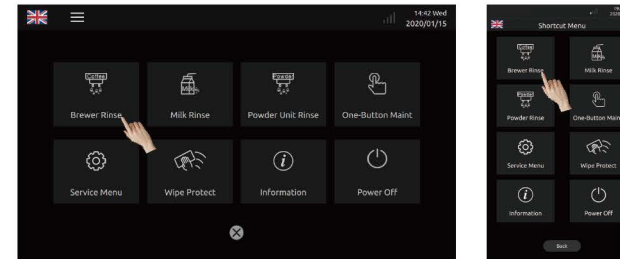 14:42 Wed
2020/01/15
Coffee
Milk
Powder
Brewer Rinse
Milk Rinse
Powder Unit Rinse
One-Button Maint
Service Menu
Wipe Protect
Information
Power Off
Shortcut Menu
Coffee
Milk
Brewer Rinse
Milk Rinse
Powder
Powder Rinse
One-Button Main
Service Menu
Wipe Protect
Information
Power Off
Back